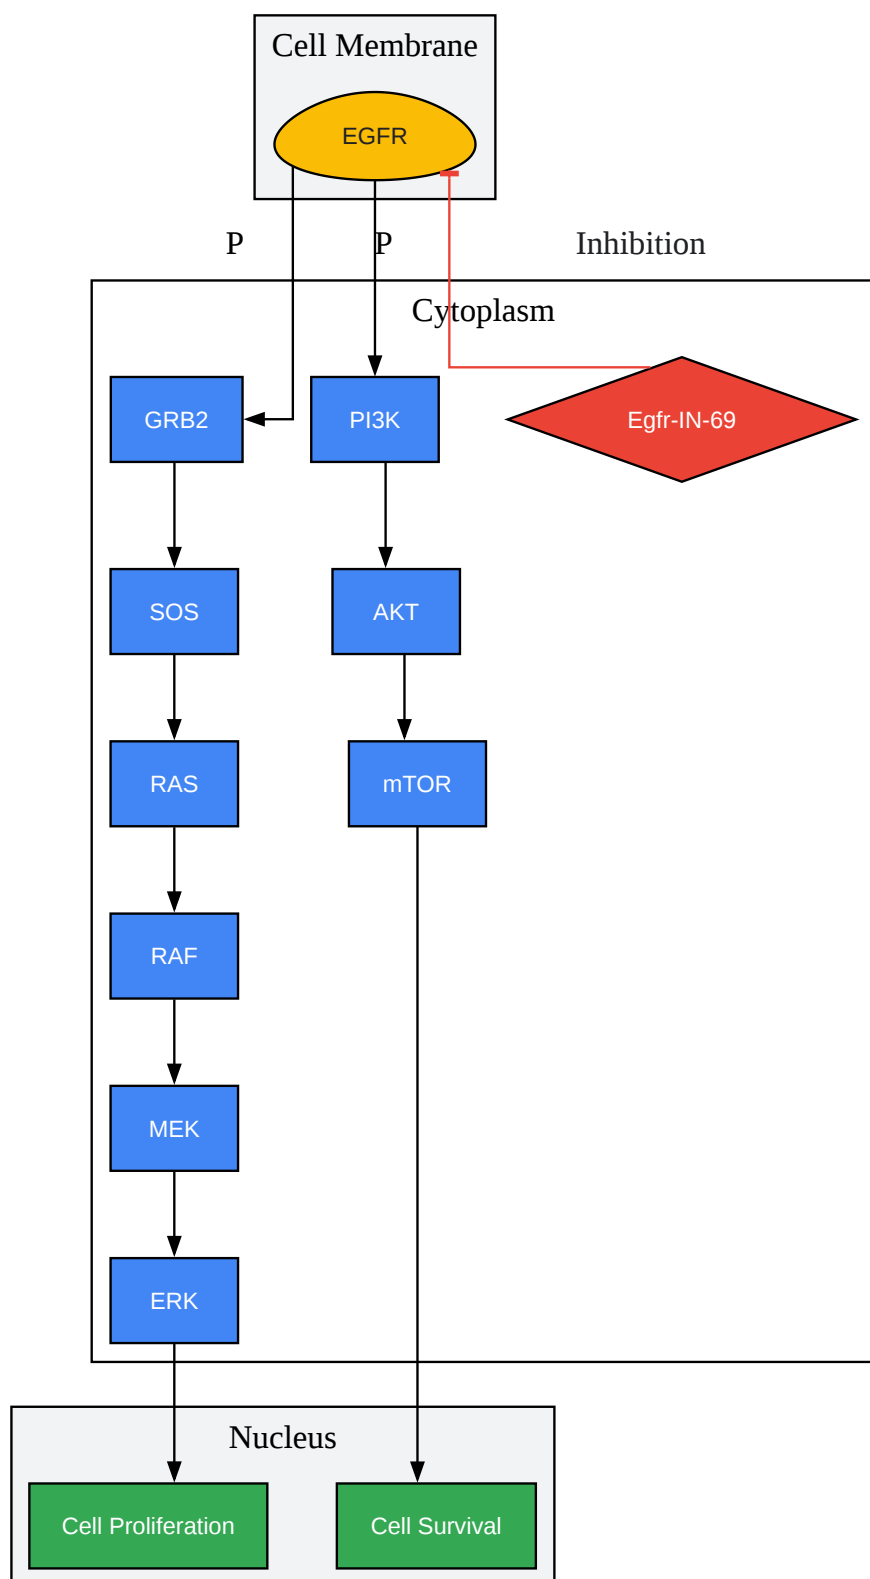 Cell Membrane
EGFR
P
P
Inhibition
Cytoplasm
GRB2
PI3K
Egfr-IN-69
SOS
AKT
RAS
mTOR
RAF
MEK
ERK
Nucleus
Cell Proliferation
Cell Survival